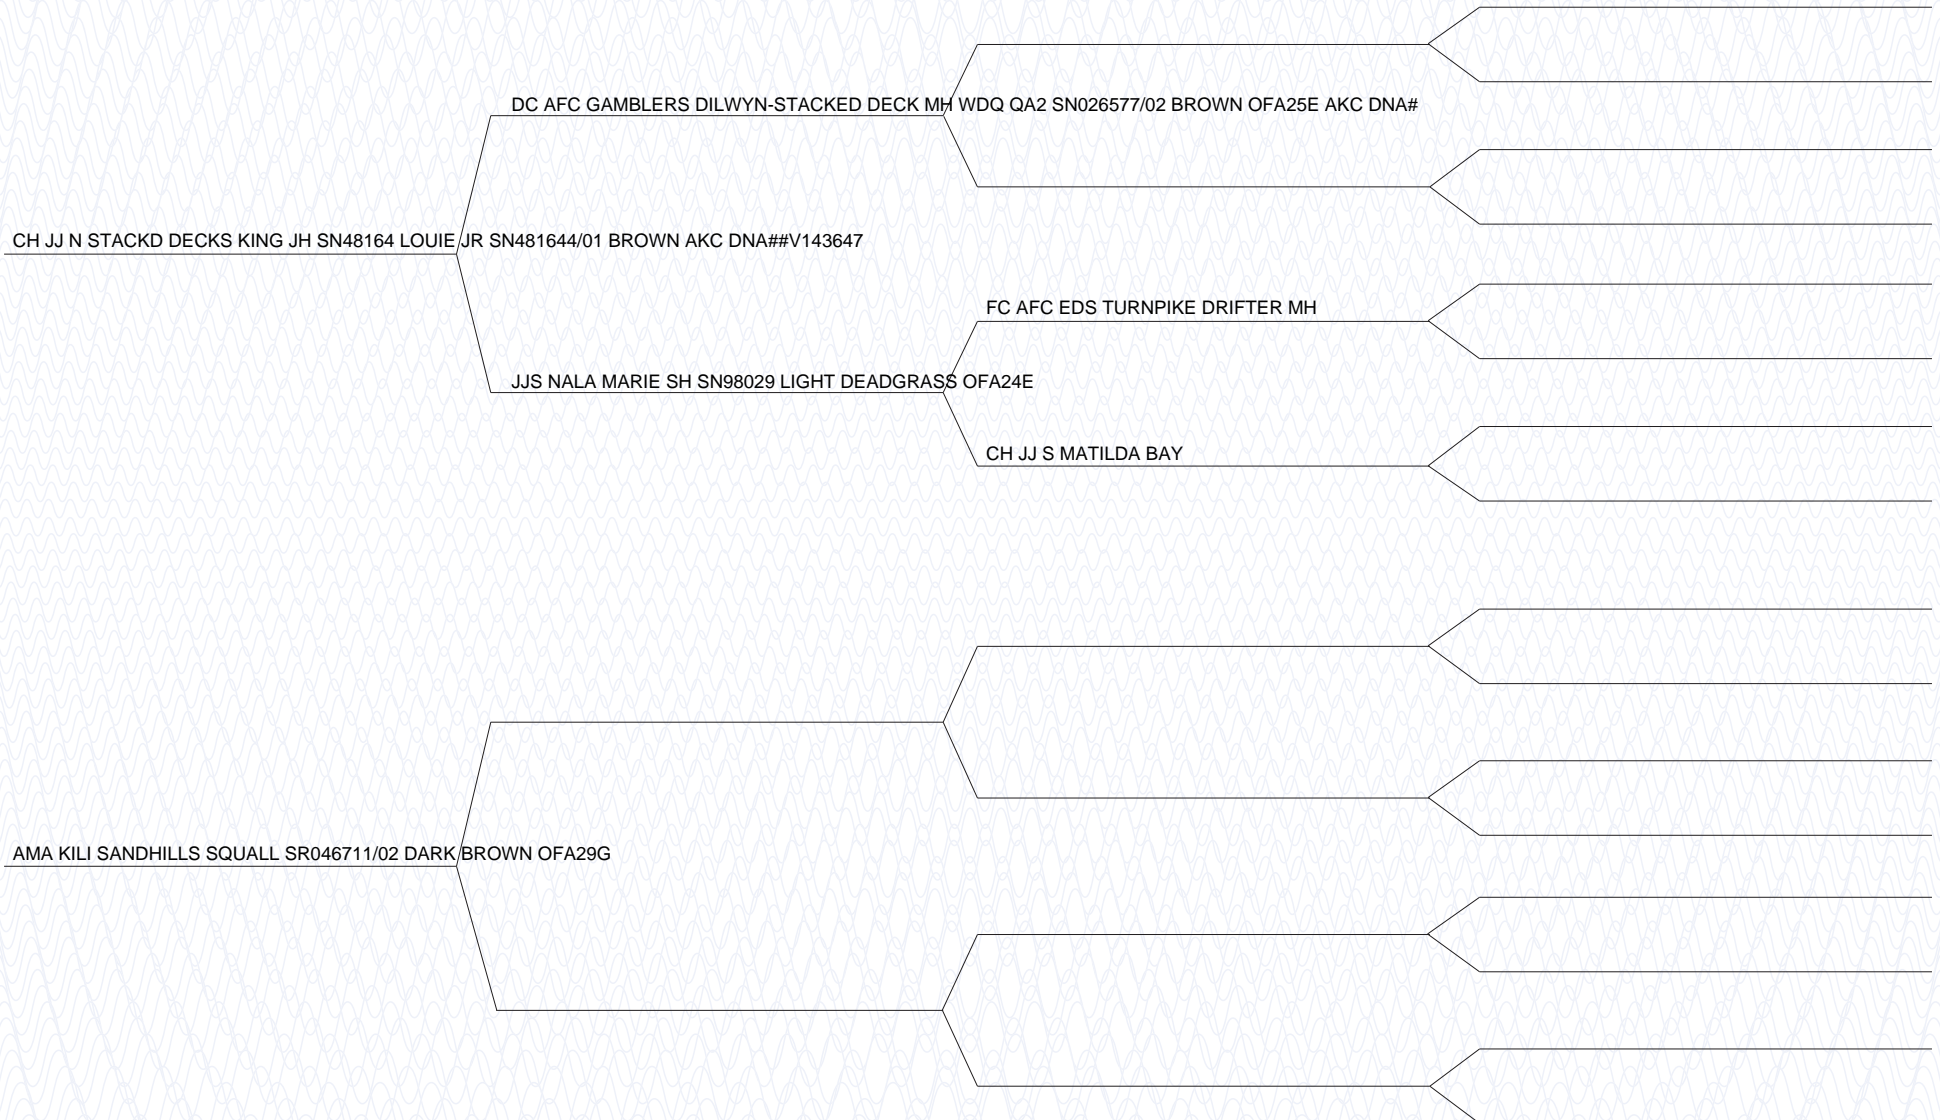 DC AFC GAMBLERS DILWYN-STACKED DECK MH WDQ QA2 SN026577/02 BROWN OFA25E AKC DNA#
CH JJ N STACKD DECKS KING JH SN48164 LOUIE JR SN481644/01 BROWN AKC DNA##V143647
FC AFC EDS TURNPIKE DRIFTER MH
JJS NALA MARIE SH SN98029 LIGHT DEADGRASS OFA24E
CH JJ S MATILDA BAY
AMA KILI SANDHILLS SQUALL SR046711/02 DARK BROWN OFA29G